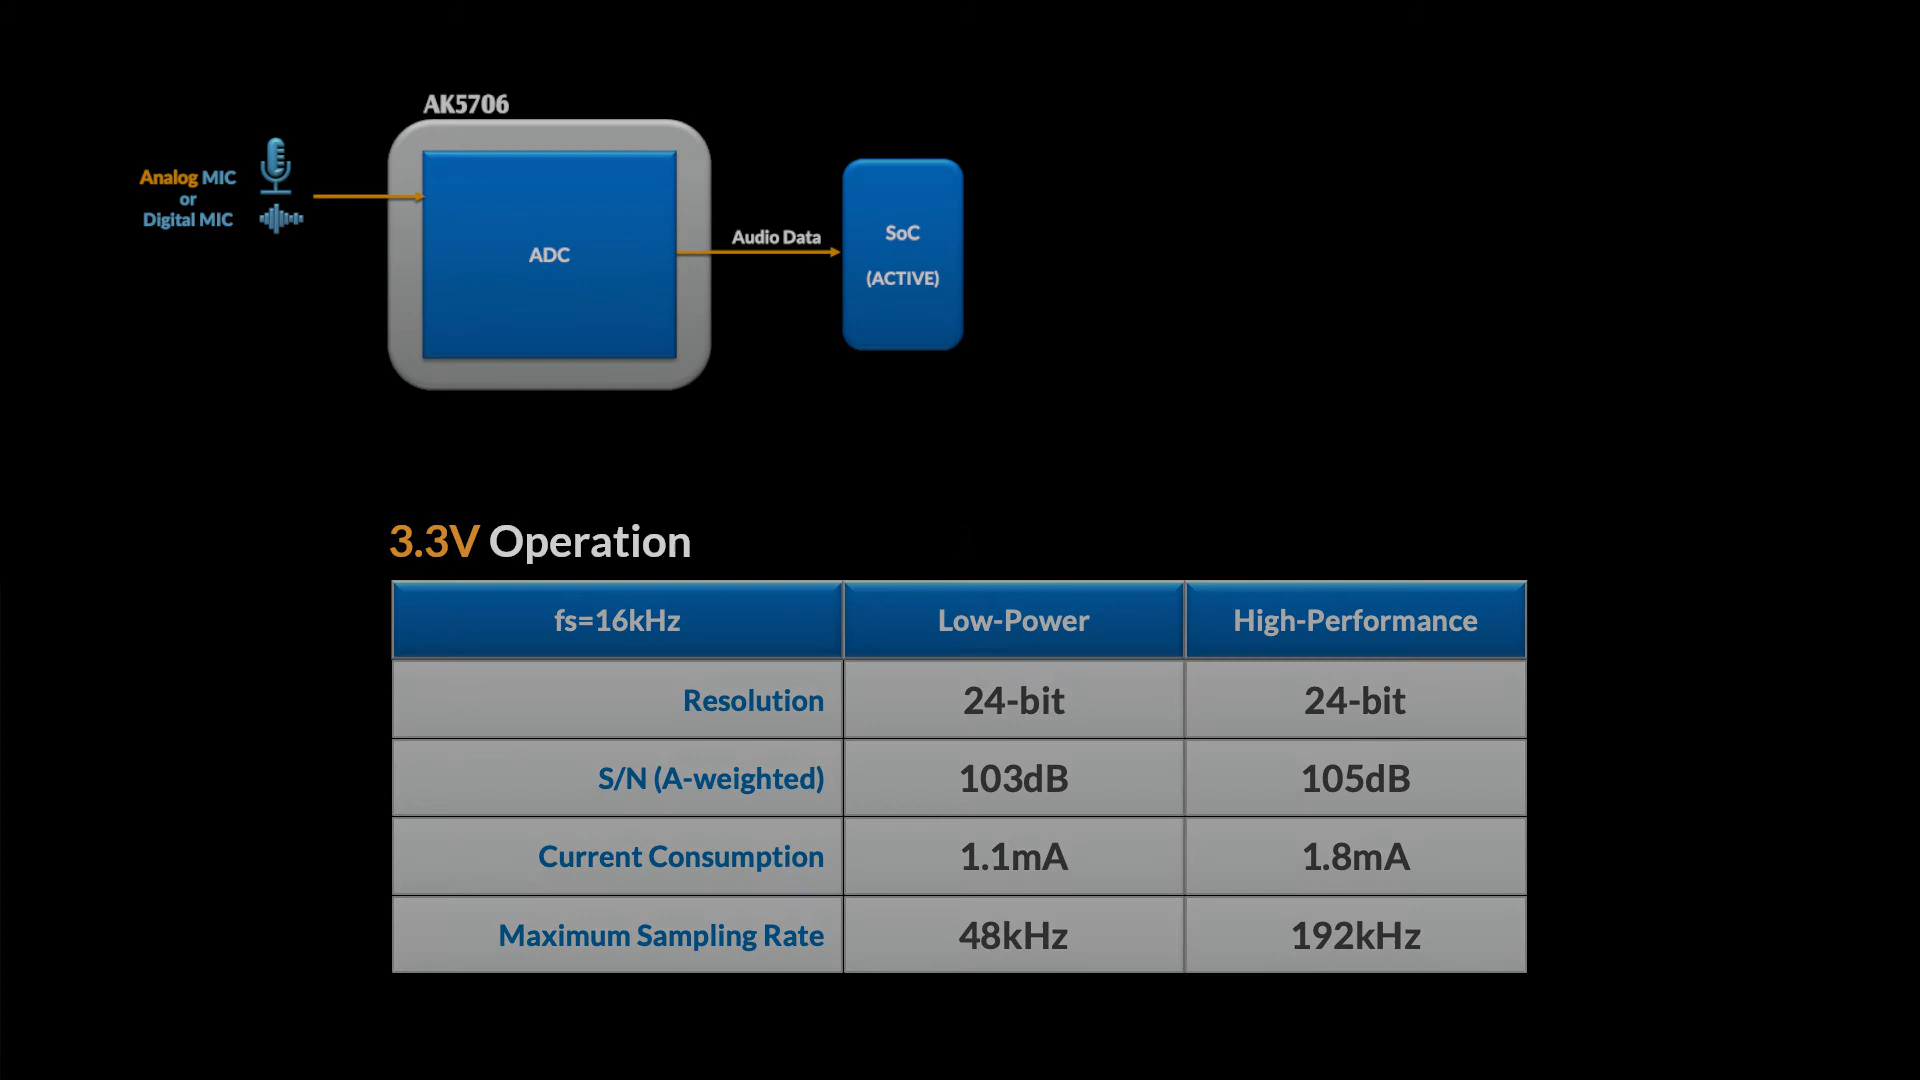 AK5706
Analog MIC
or
Digital MIC
ADC
Audio Data
SoC
(ACTIVE)
3.3V Operation
fs=16kHz Low-Power High-Performance
Resolution 24-bit 24-bit
S/N (A-weighted) 103dB 105dB
Current Consumption 1.1mA 1.8mA
Maximum Sampling Rate 48kHz 192kHz